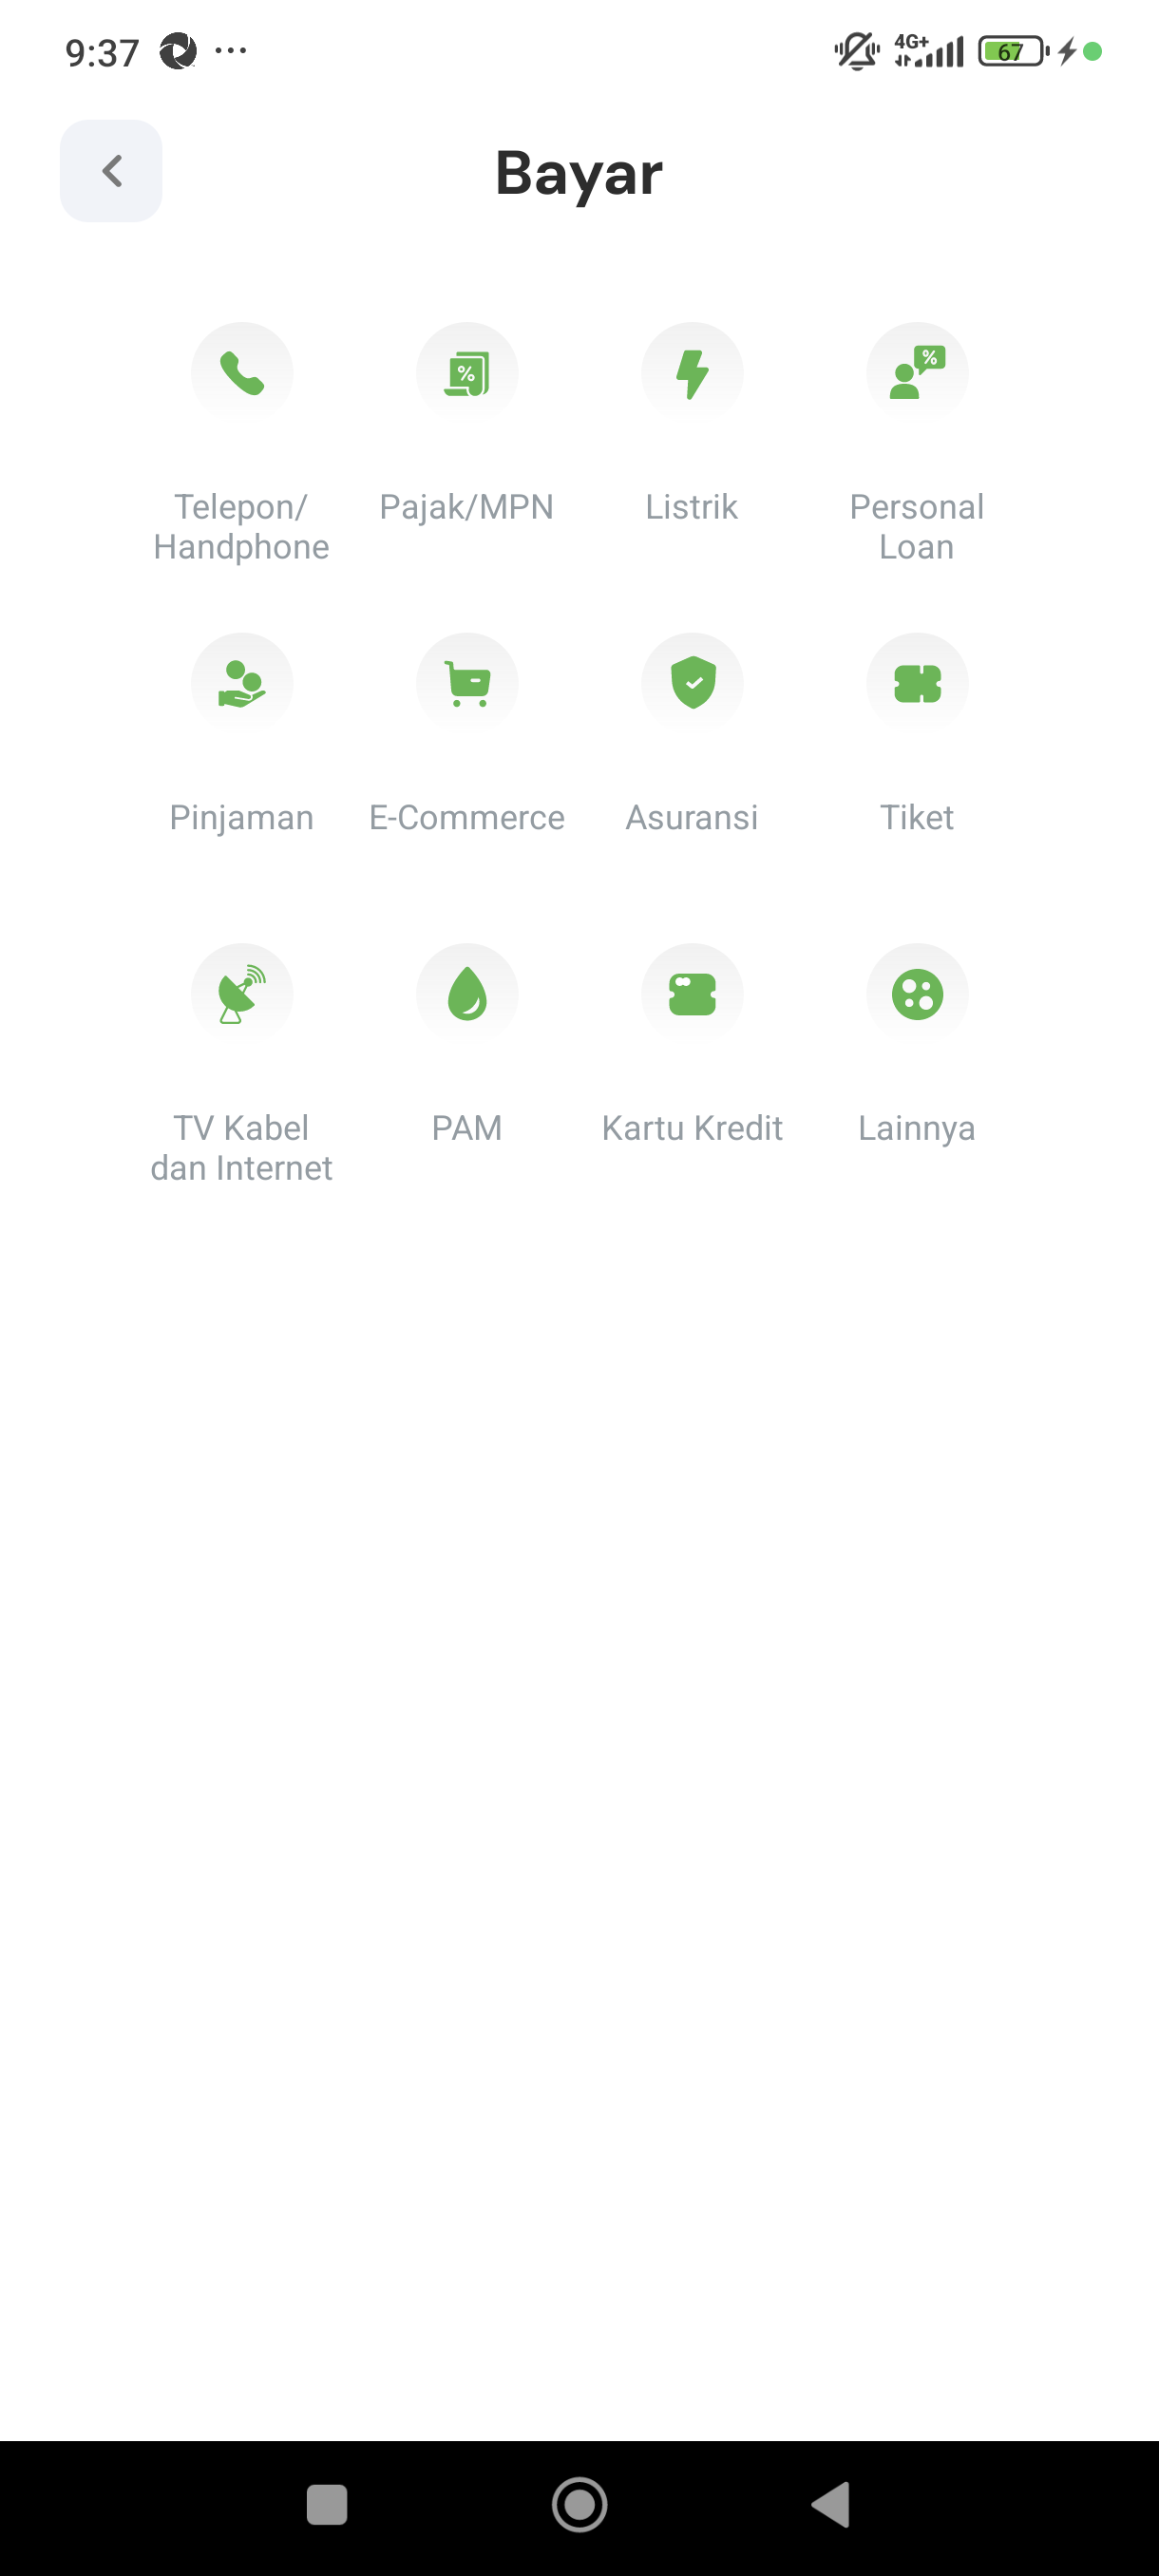 9:37
4G+
67
Bayar
Telepon/
Handphone
Pajak/MPN
Listrik
Personal
Loan
Pinjaman
E-Commerce
Asuransi
Tiket
TV Kabel
dan Internet
PAM
Kartu Kredit
Lainnya